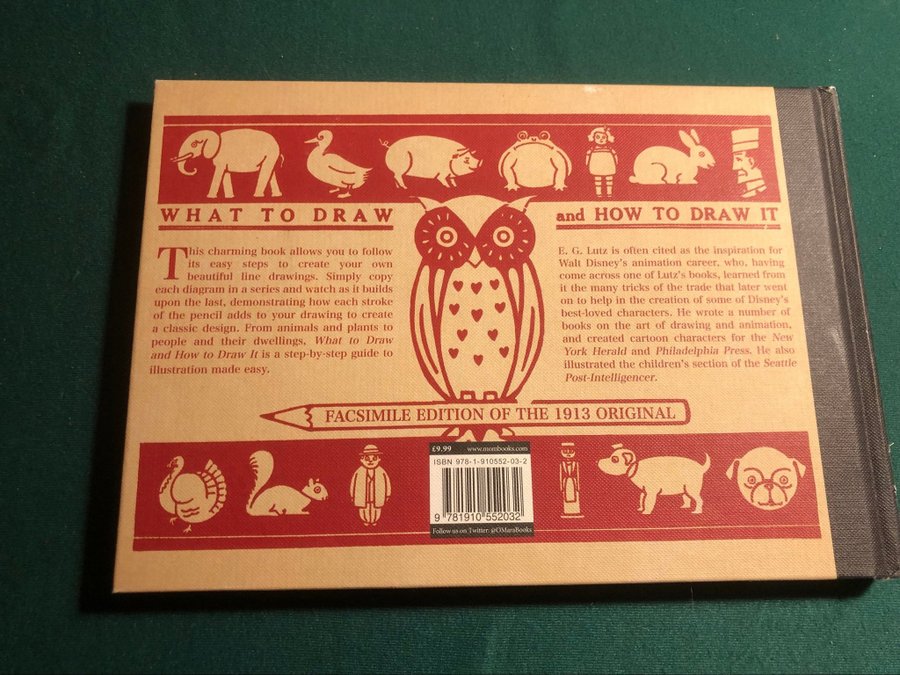 WHAT TO DRAW
and HOW TO DRAW IT
This charming book allows you to follow
its easy steps to create your own
beautiful line drawings. Simply copy
each diagram in a series and watch as it builds
upon the last, demonstrating how each stroke
of the pencil adds to your drawing to create
a classic design. From animals and plants to
people and their dwellings, What to Draw
and How to Draw It is a step-by-step guide to
illustration made easy.
E. G. Lutz is often cited as the inspiration for
Walt Disney's animation career, who, having
come across one of Lutz's books, learned from
it the many tricks of the trade that later went
on to help in the creation of some of Disney's
best-loved characters. He wrote a number of
books on the art of drawing and animation,
and created cartoon characters for the New
York Herald and Philadelphia Press. He also
illustrated the children's section of the Seattle
Post-Intelligencer.
FACSIMILE EDITION OF THE 1913 ORIGINAL
£9.99 www.mombooks.com
ISBN 978-1-910552-03-2
9 781910 552032
Follow us on Twitter: @OMaraBooks